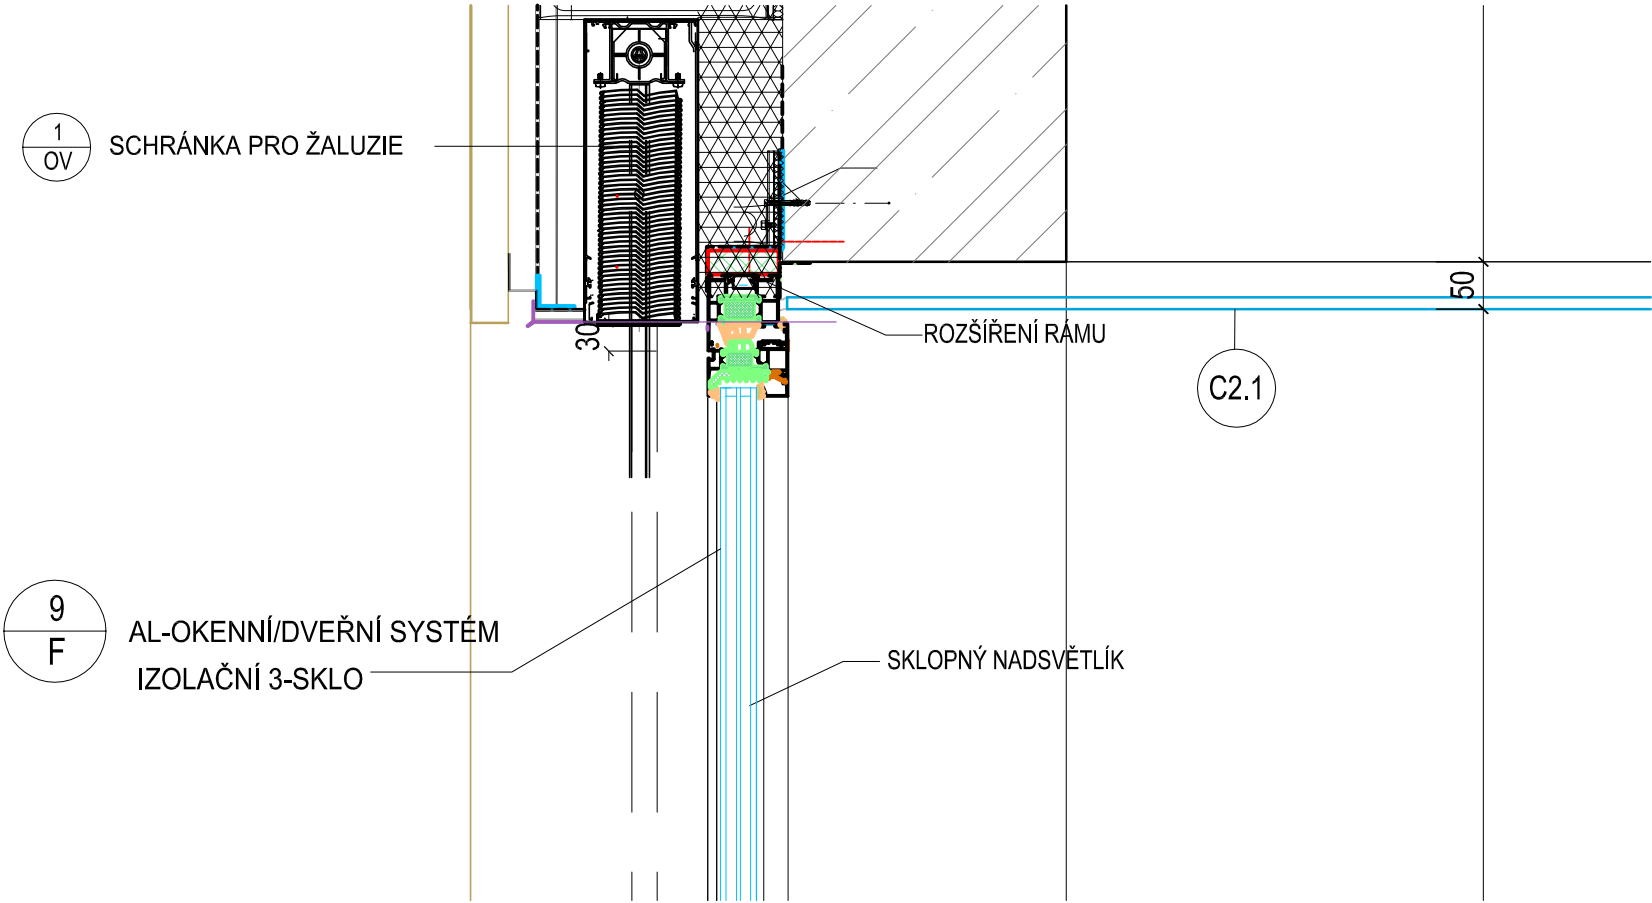 1
OV
SCHRÁNKA PRO ŽALUZIE
50
30
ROZŠÍŘENÍ RÁMU
C2.1
9
F
AL-OKENNÍ/DVEŘNÍ SYSTÉM
IZOLAČNÍ 3-SKLO
SKLOPNÝ NADSVĚTLÍK